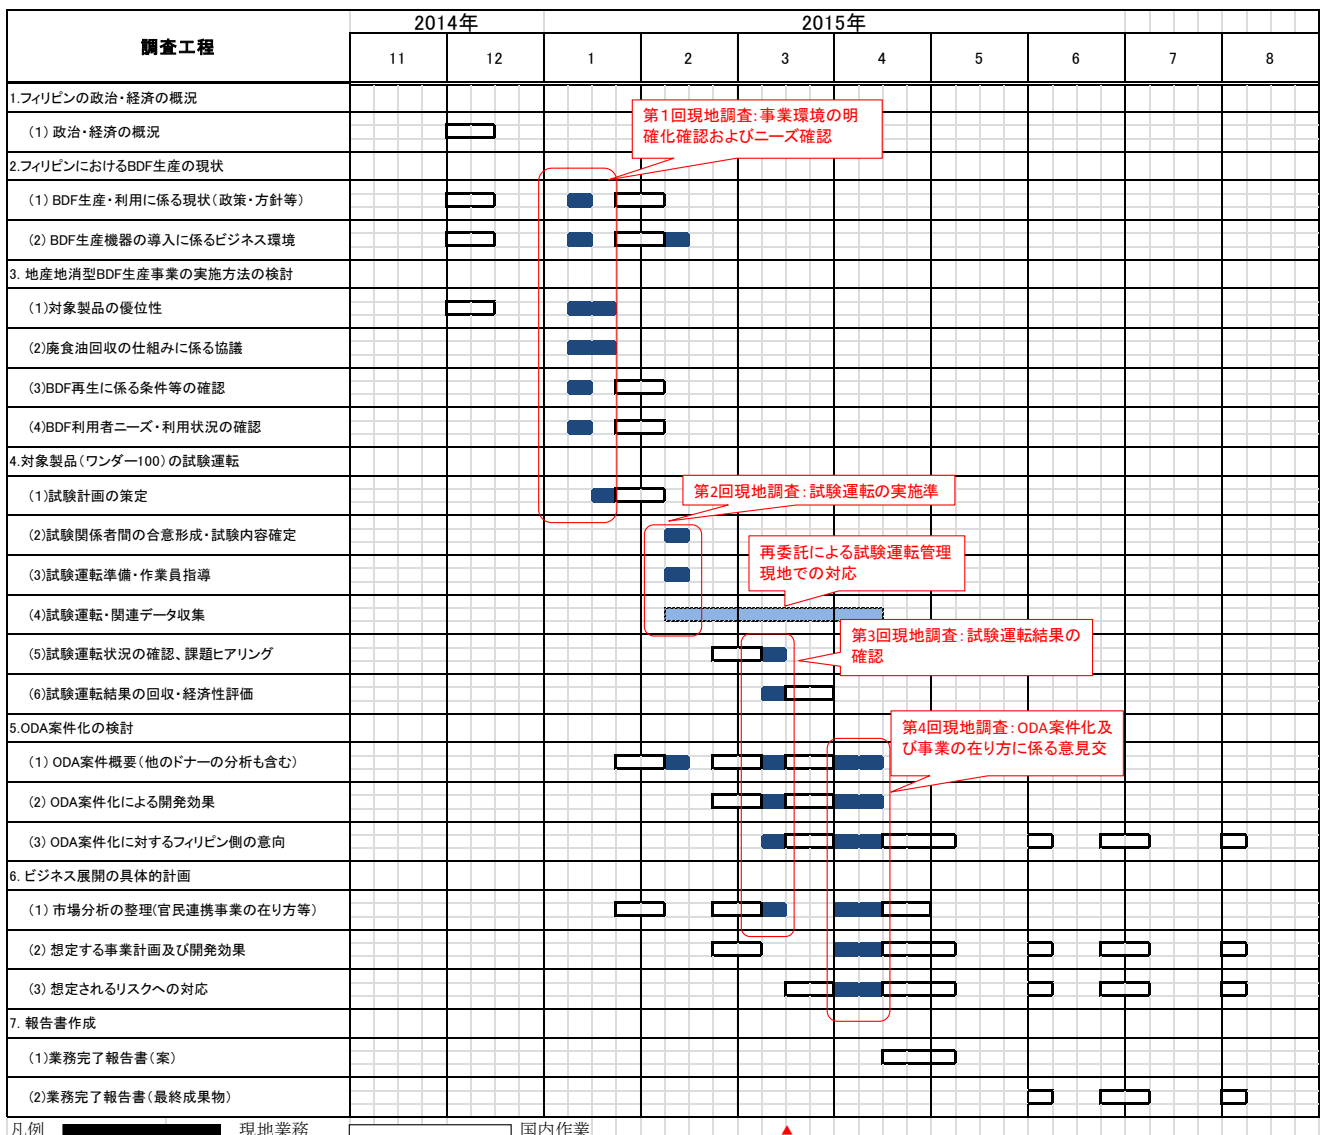 2014年 2015年
調査工程
11 12 1 2 3 4 5 6 7 8
1.フィリピンの政治・経済の概況
第1回現地調査:事業環境の明
確化確認およびニーズ確認
(1) 政治・経済の概況
2.フィリピンにおけるBDF生産の現状
(1) BDF生産・利用に係る現状(政策・方針等)
(2) BDF生産機器の導入に係るビジネス環境
3. 地産地消型BDF生産事業の実施方法の検討
(1)対象製品の優位性
(2)廃食油回収の仕組みに係る協議
(3)BDF再生に係る条件等の確認
(4)BDF利用者ニーズ・利用状況の確認
4.対象製品(ワンダー100)の試験運転
(1)試験計画の策定
第2回現地調査:試験運転の実施準
(2)試験関係者間の合意形成・試験内容確定
再委託による試験運転管理
現地での対応
(3)試験運転準備・作業員指導
(4)試験運転・関連データ収集
第3回現地調査:試験運転結果の
確認
(5)試験運転状況の確認、課題ヒアリング
(6)試験運転結果の回収・経済性評価
5.ODA案件化の検討
第4回現地調査:ODA案件化及
び事業の在り方に係る意見交
(1) ODA案件概要(他のドナーの分析も含む)
(2) ODA案件化による開発効果
(3) ODA案件化に対するフィリピン側の意向
6. ビジネス展開の具体的計画
(1) 市場分析の整理(官民連携事業の在り方等)
(2) 想定する事業計画及び開発効果
(3) 想定されるリスクへの対応
7. 報告書作成
(1)業務完了報告書(案)
(2)業務完了報告書(最終成果物)
凡例 現地業務 国内作業